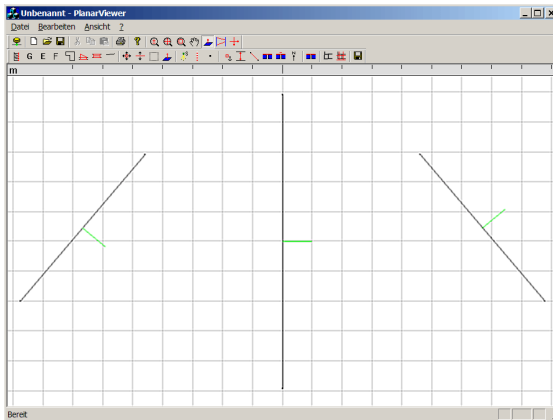 Unbenannt - PlanarViewer
Datei Bearbeiten Ansicht ?
G E F
m
Bereit